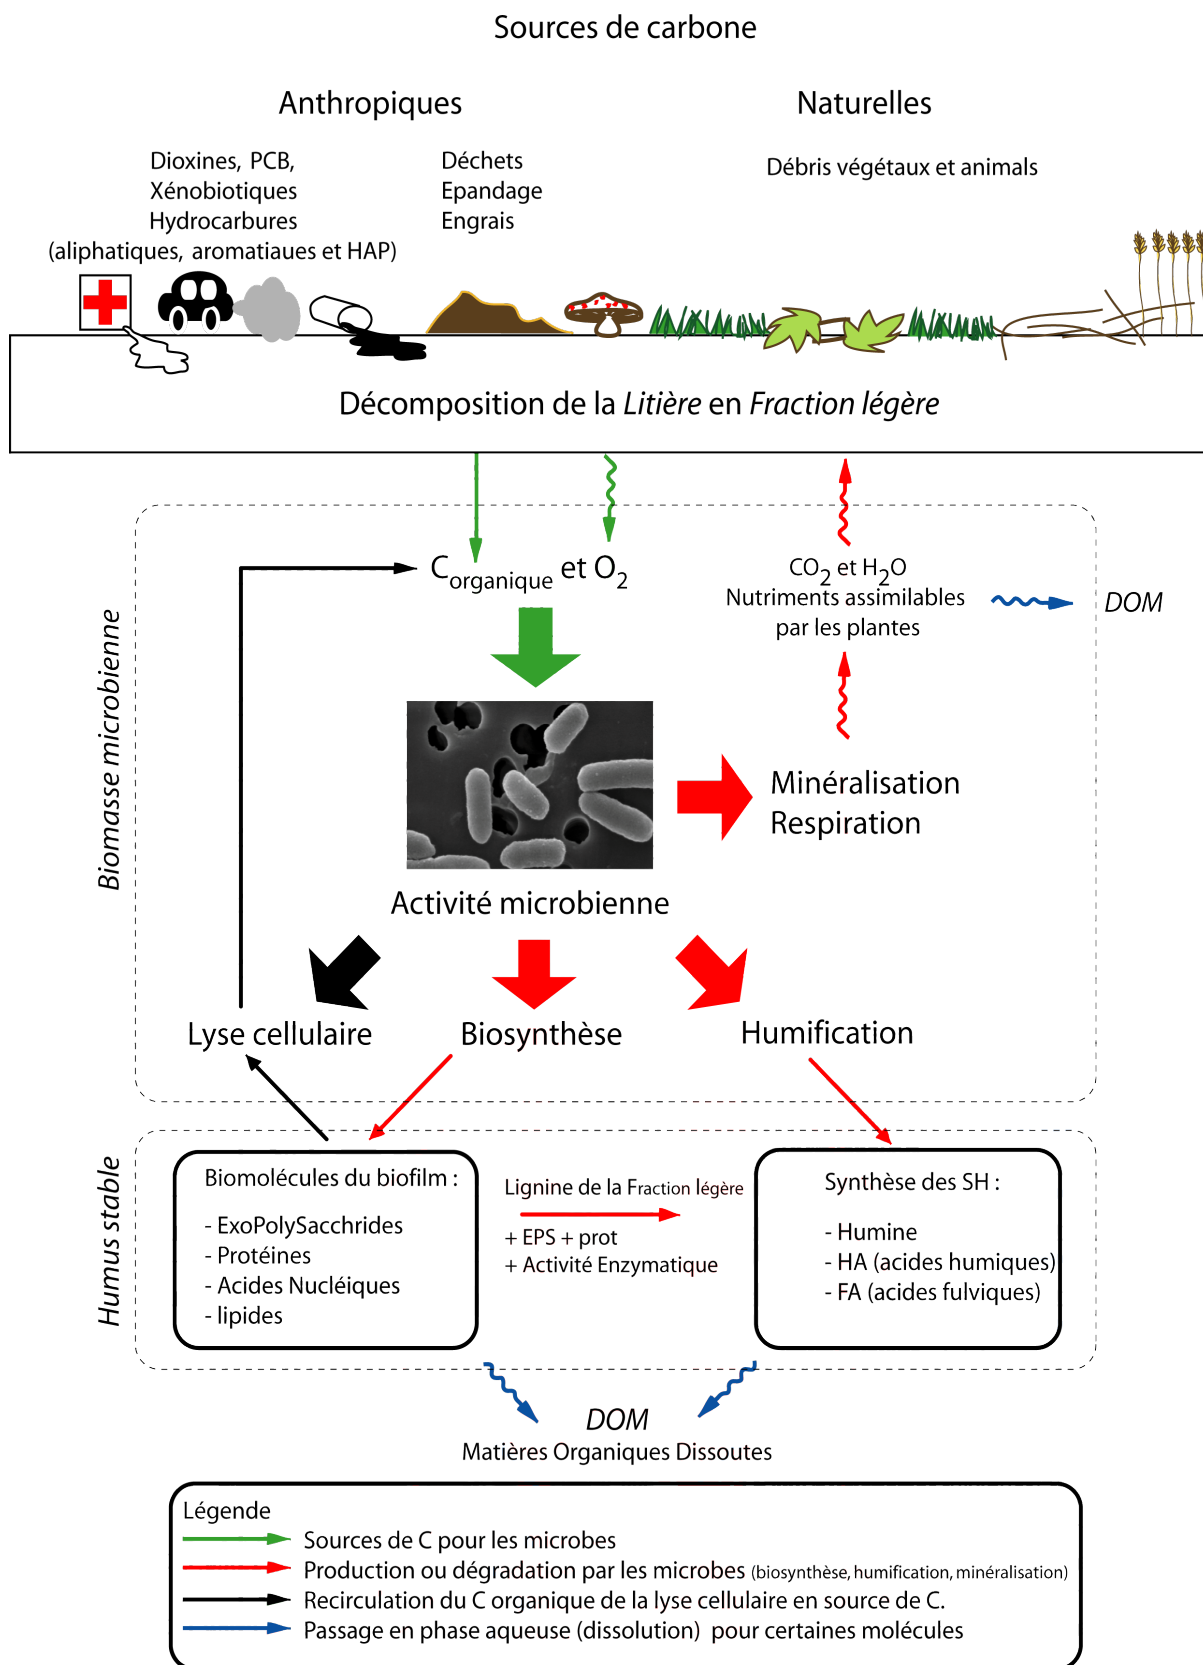 Sources de carbone
Anthropiques
Naturelles
Dioxines, PCB,
Xénobiotiques
Hydrocarbures
(aliphatiques, aromatiaues et HAP)
Déchets
Epandage
Engrais
Débris végétaux et animals
Décomposition de la Litière en Fraction légère
Biomasse microbienne
Corganique et O2
CO2 et H2O
Nutriments assimilables
par les plantes
DOM
Minéralisation
Respiration
Activité microbienne
Lyse cellulaire
Biosynthèse
Humification
Humus stable
Biomolécules du biofilm :
- ExoPolySacchrides
- Protéines
- Acides Nucléiques
- lipides
Lignine de la Fraction légère
+ EPS + prot
+ Activité Enzymatique
Synthèse des SH :
- Humine
- HA (acides humiques)
- FA (acides fulviques)
DOM
Matières Organiques Dissoutes
Légende
Sources de C pour les microbes
Production ou dégradation par les microbes (biosynthèse, humification, minéralisation)
Recirculation du C organique de la lyse cellulaire en source de C.
Passage en phase aqueuse (dissolution) pour certaines molécules